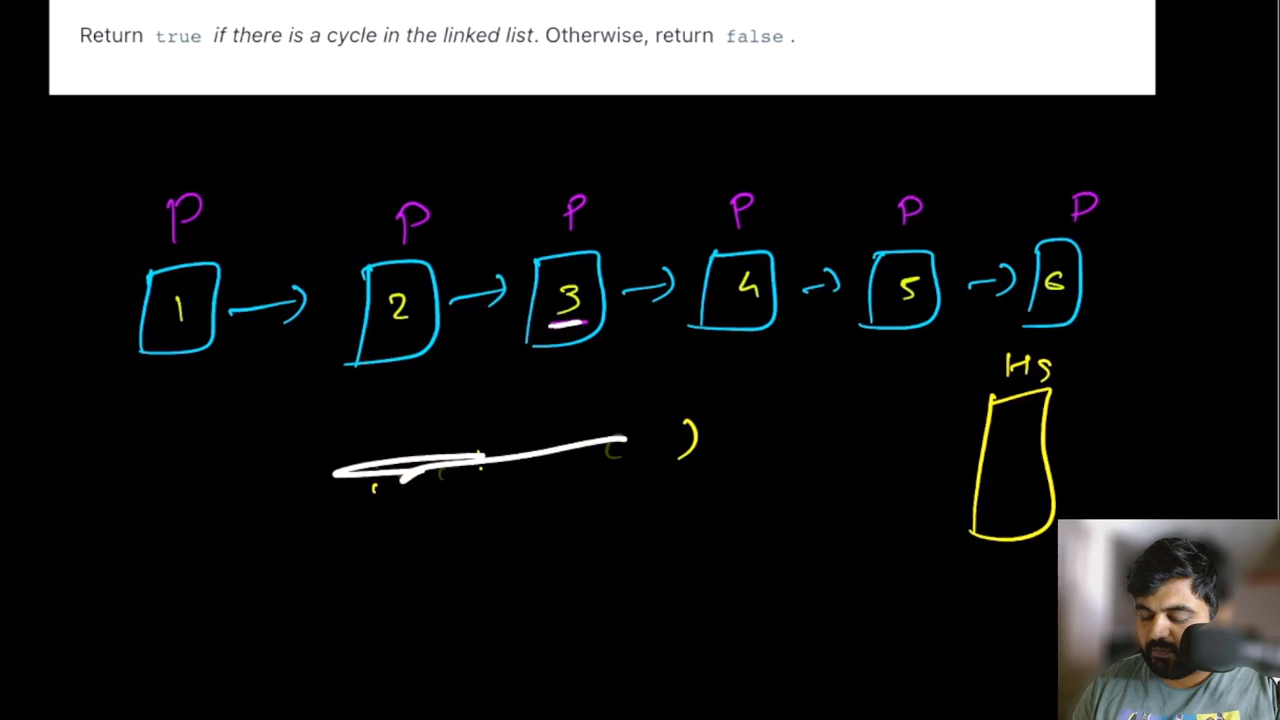 Return true if there is a cycle in the linked list. Otherwise, return false.
P P P P P P
1 → 2 → 3 → 4 → 5 → 6
HS
)